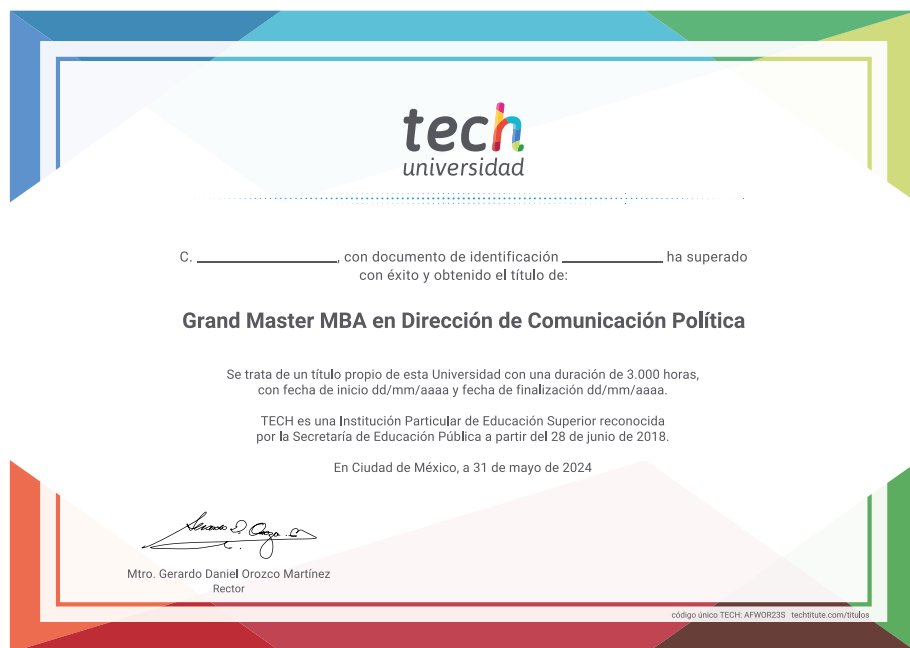 tech
universidad
C. ____________, con documento de identificación ____________ ha superado
con éxito y obtenido el título de:
Grand Master MBA en Dirección de Comunicación Política
Se trata de un título propio de esta Universidad con una duración de 3.000 horas,
con fecha de inicio dd/mm/aaaa y fecha de finalización dd/mm/aaaa.
TECH es una Institución Particular de Educación Superior reconocida
por la Secretaría de Educación Pública a partir del 28 de junio de 2018.
En Ciudad de México, a 31 de mayo de 2024
Mtro. Gerardo Daniel Orozco Martínez
Rector
código único TECH: AFWOR23S techtitute.com/titulos